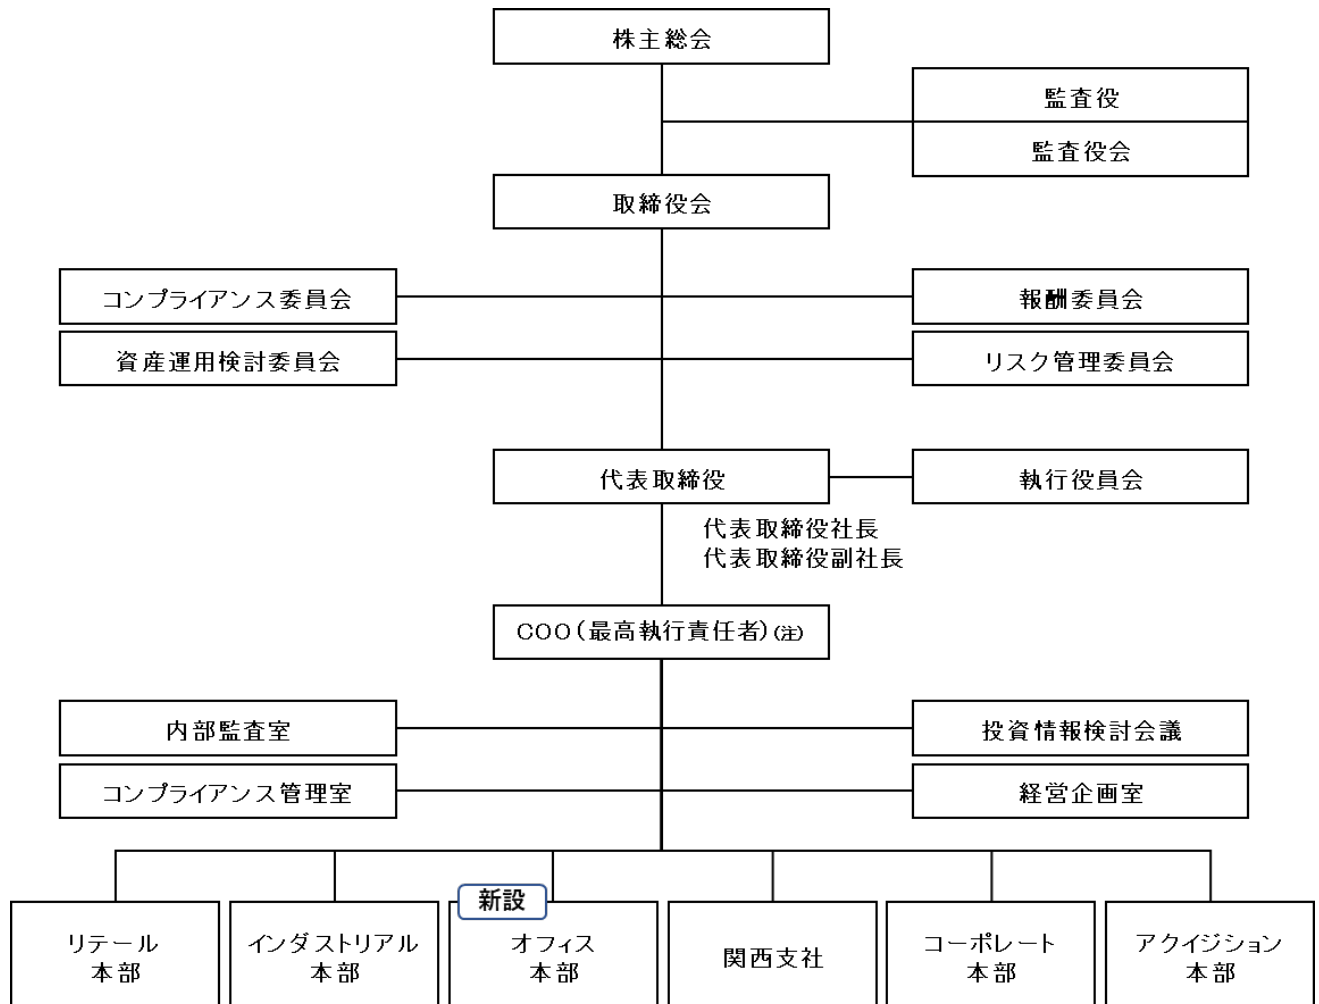 株主総会
監査役
監査役会
取締役会
コンプライアンス委員会
報酬委員会
資産運用検討委員会
リスク管理委員会
代表取締役
執行役員会
代表取締役社長
代表取締役副社長
COO(最高執行責任者)(注)
内部監査室
投資情報検討会議
コンプライアンス管理室
経営企画室
新設
リテール
本部
インダストリアル
本部
オフィス
本部
関西支社
コーポレート
本部
アクイジション
本部